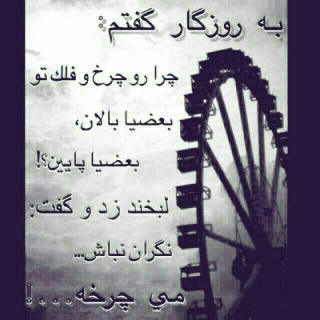 به روزگار گفتم:
چرا رو چرخ و فلک تو
بعضیا بالان،
بعضیا پایین؟!
لبخند زد و گفت:
نگران نباش...
می چرخه...!